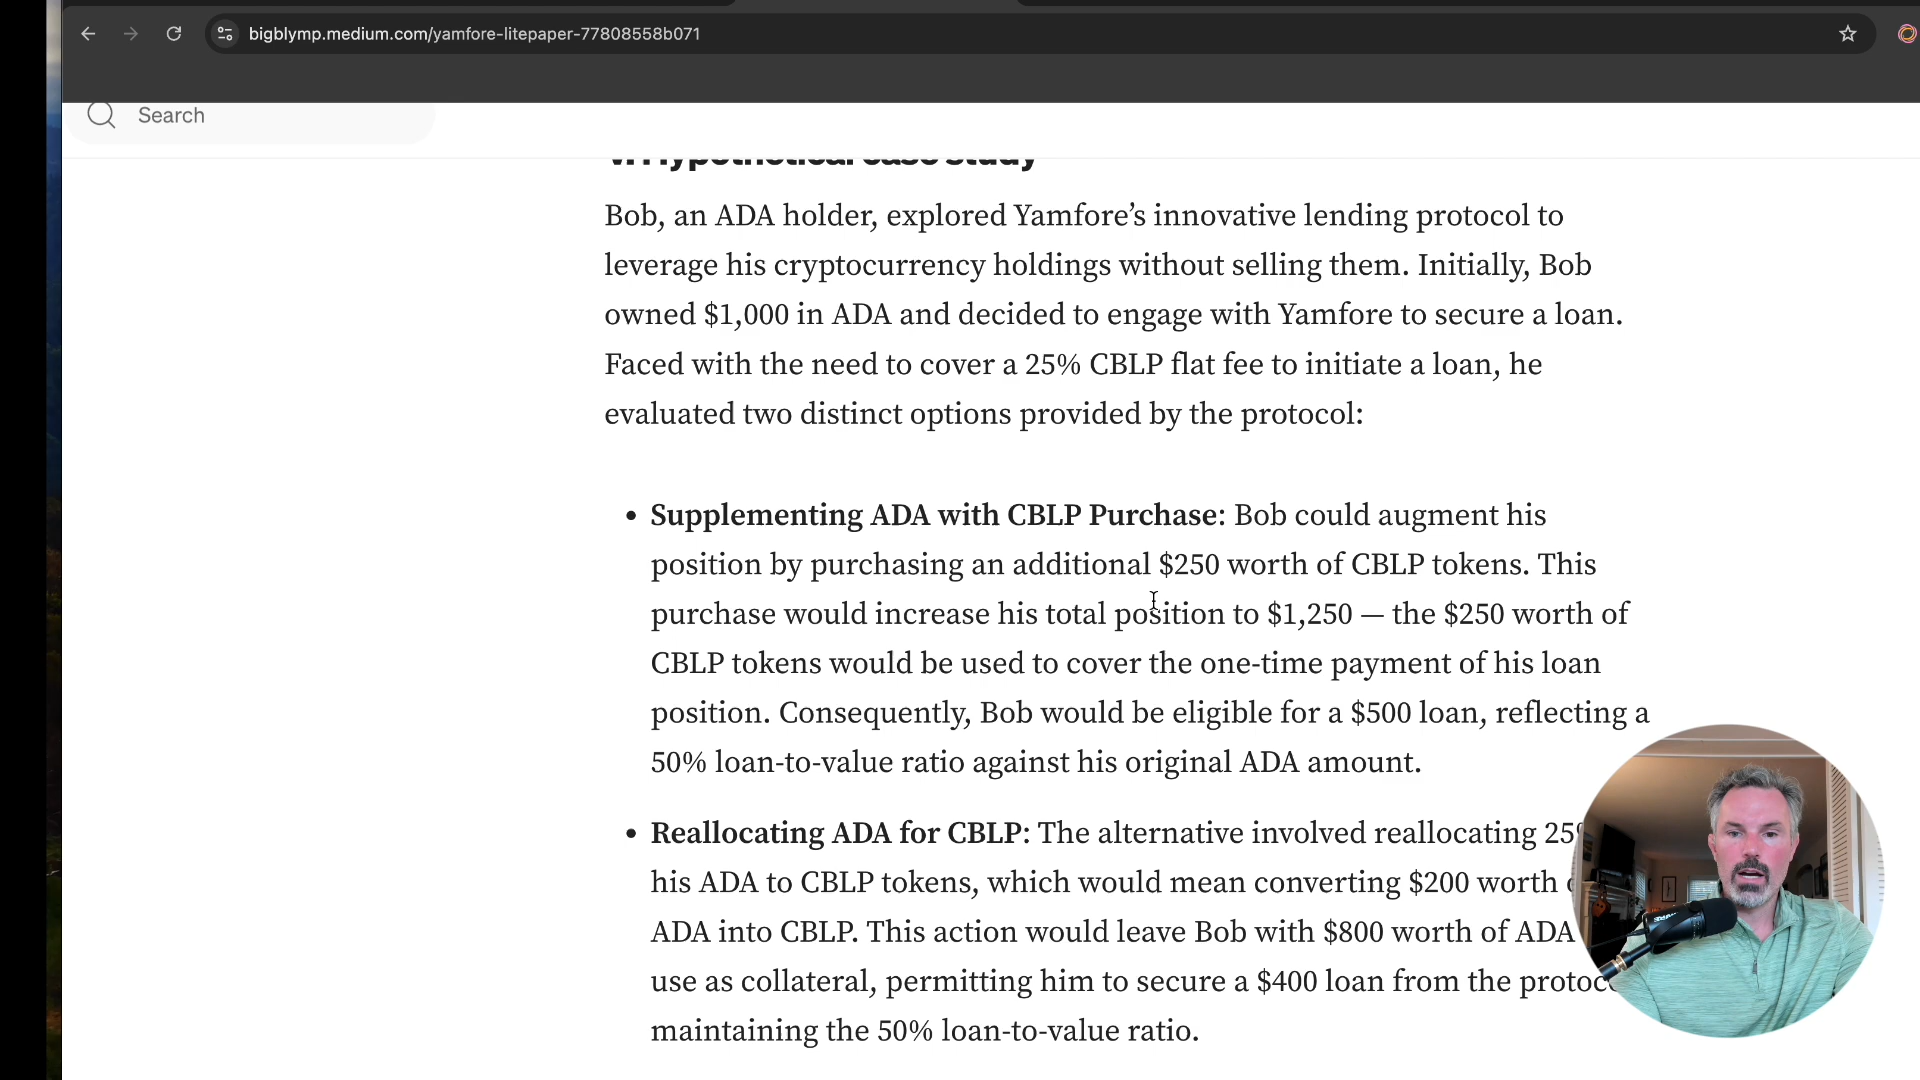 bigblymp.medium.com/yamfore-litepaper-77808558b071
Search
Hypothetical case study
Bob, an ADA holder, explored Yamfore’s innovative lending protocol to
leverage his cryptocurrency holdings without selling them. Initially, Bob
owned $1,000 in ADA and decided to engage with Yamfore to secure a loan.
Faced with the need to cover a 25% CBLP flat fee to initiate a loan, he
evaluated two distinct options provided by the protocol:
• Supplementing ADA with CBLP Purchase: Bob could augment his
position by purchasing an additional $250 worth of CBLP tokens. This
purchase would increase his total position to $1,250 — the $250 worth of
CBLP tokens would be used to cover the one-time payment of his loan
position. Consequently, Bob would be eligible for a $500 loan, reflecting a
50% loan-to-value ratio against his original ADA amount.
• Reallocating ADA for CBLP: The alternative involved reallocating 25%
his ADA to CBLP tokens, which would mean converting $200 worth
ADA into CBLP. This action would leave Bob with $800 worth of ADA
use as collateral, permitting him to secure a $400 loan from the
maintaining the 50% loan-to-value ratio.